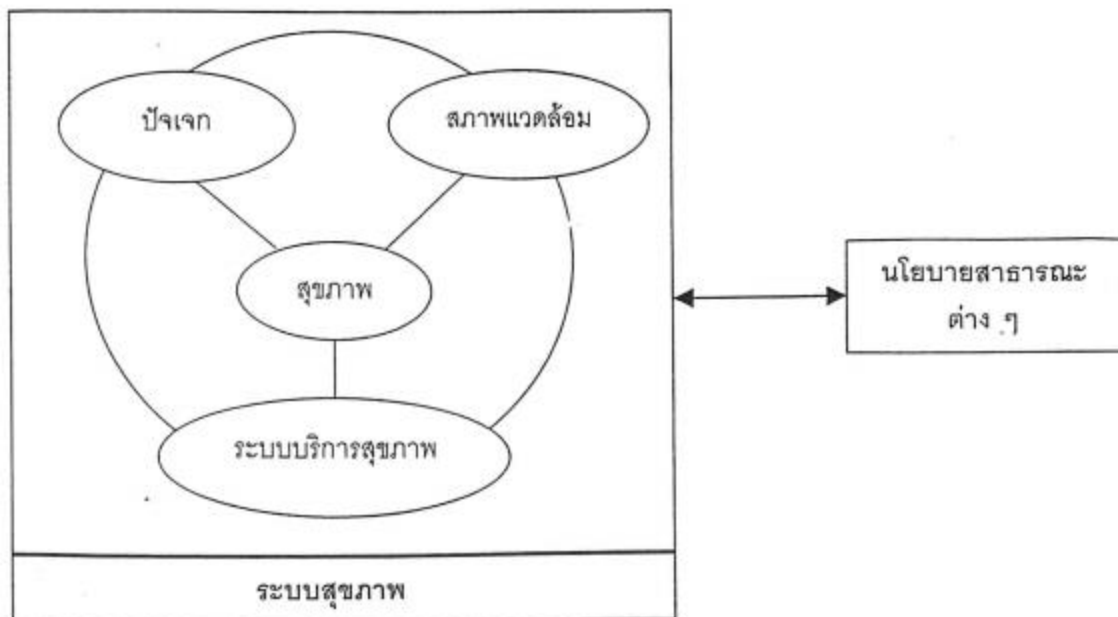 ปัจเจก
สภาพแวดล้อม
สุขภาพ
ระบบบริการสุขภาพ
ระบบสุขภาพ
นโยบายสาธารณะ
ต่าง ๆ